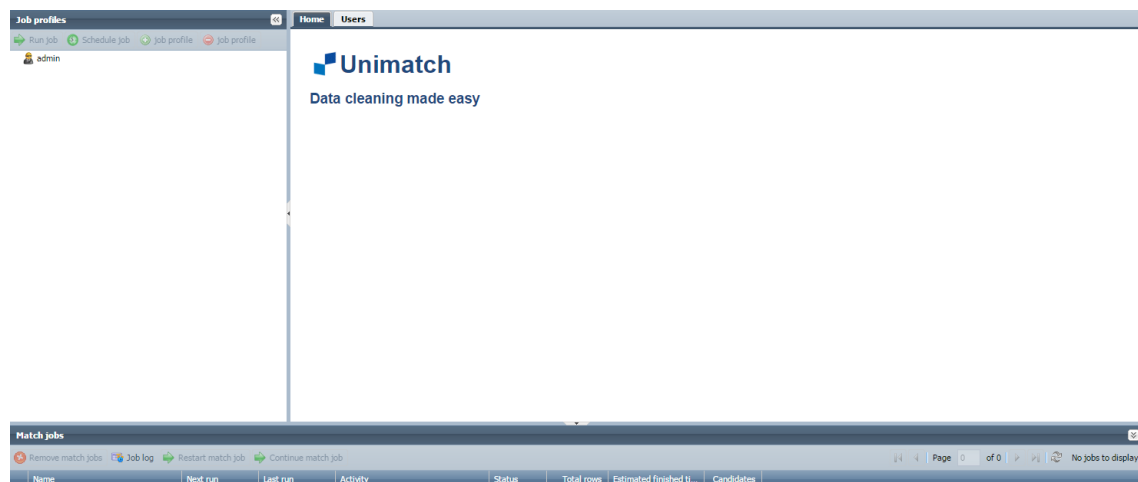 Job profiles
Home Users
Run job Schedule job job profile job profile
admin
Unimatch
Data cleaning made easy
Match jobs
Remove match jobs Job log Restart match job Continue match job Page 0 of 0 No jobs to display
Name Next run Last run Activity Status Total rows Estimated finished ti... Candidates